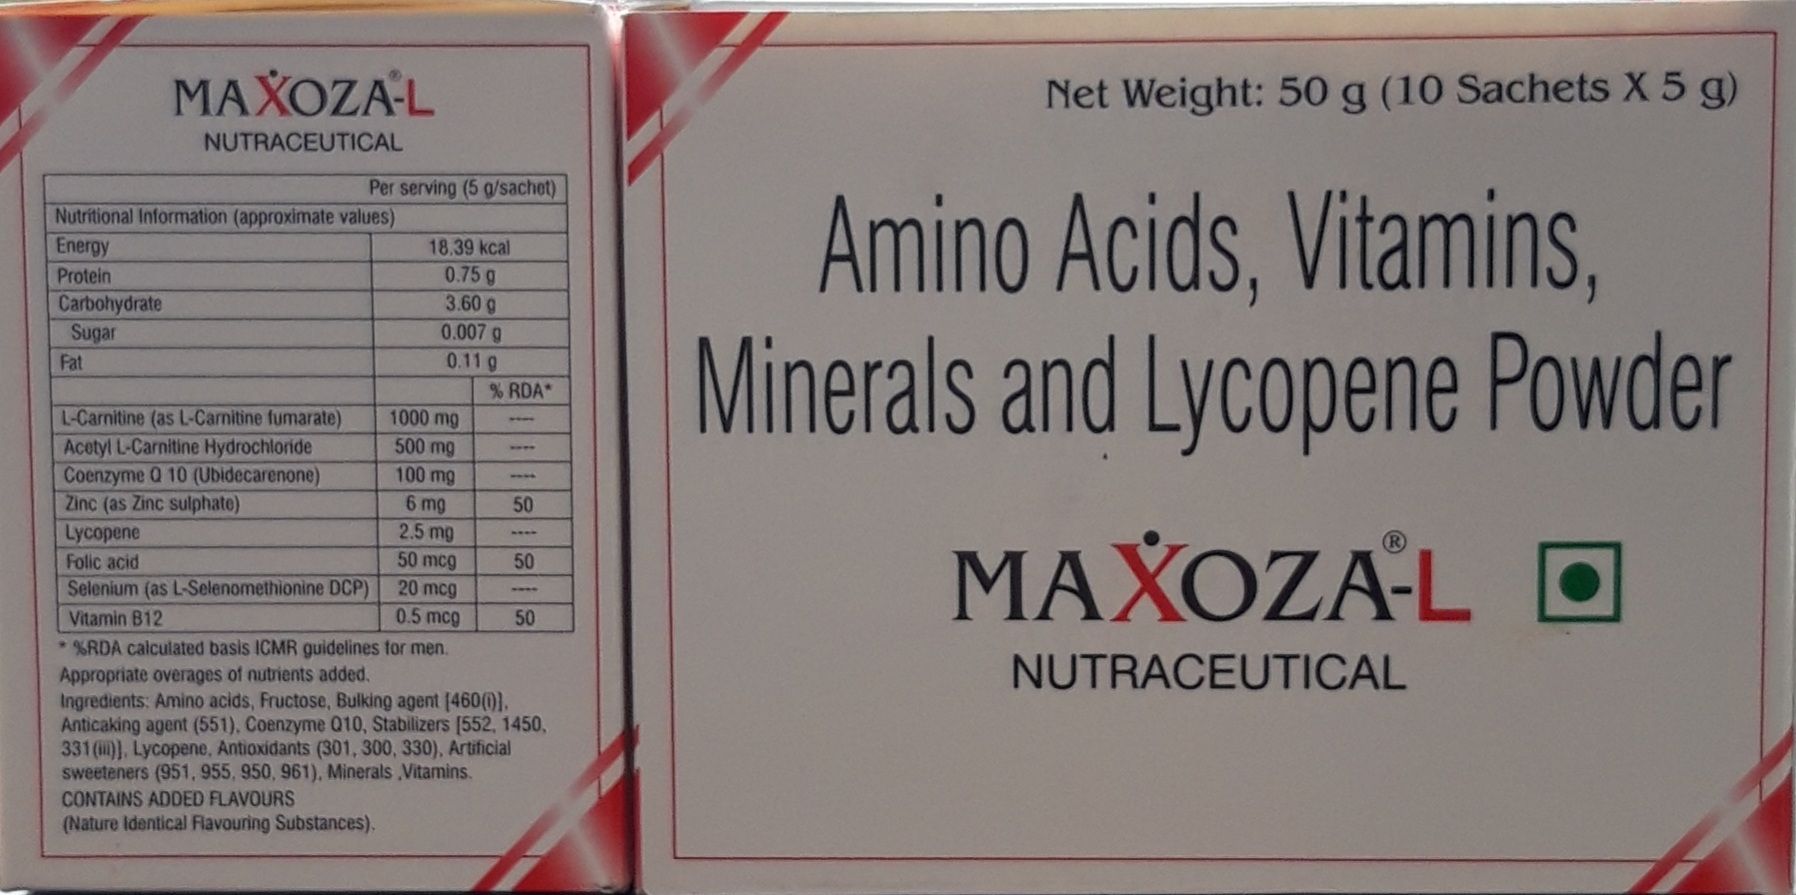 MAXOZA®-L
NUTRACEUTICAL
Per serving (5 g/sachet)
Nutritional Information (approximate values)
Energy 18.39 kcal
Protein 0.75 g
Carbohydrate 3.60 g
Sugar 0.007 g
Fat 0.11 g
% RDA*
L-Carnitine (as L-Carnitine fumarate) 1000 mg ----
Acetyl L-Carnitine Hydrochloride 500 mg ----
Coenzyme Q 10 (Ubidecarenone) 100 mg ----
Zinc (as Zinc sulphate) 6 mg 50
Lycopene 2.5 mg ----
Folic acid 50 mcg 50
Selenium (as L-Selenomethionine DCP) 20 mcg ----
Vitamin B12 0.5 mcg 50
* %RDA calculated basis ICMR guidelines for men.
Appropriate overages of nutrients added.
Ingredients: Amino acids, Fructose, Bulking agent [460(i)],
Anticaking agent (551), Coenzyme Q10, Stabilizers [552, 1450,
331(iii)], Lycopene, Antioxidants (301, 300, 330), Artificial
sweeteners (951, 955, 950, 961), Minerals ,Vitamins.
CONTAINS ADDED FLAVOURS
(Nature Identical Flavouring Substances).
Net Weight: 50 g (10 Sachets X 5 g)
Amino Acids, Vitamins,
Minerals and Lycopene Powder
MAXOZA®-L
NUTRACEUTICAL